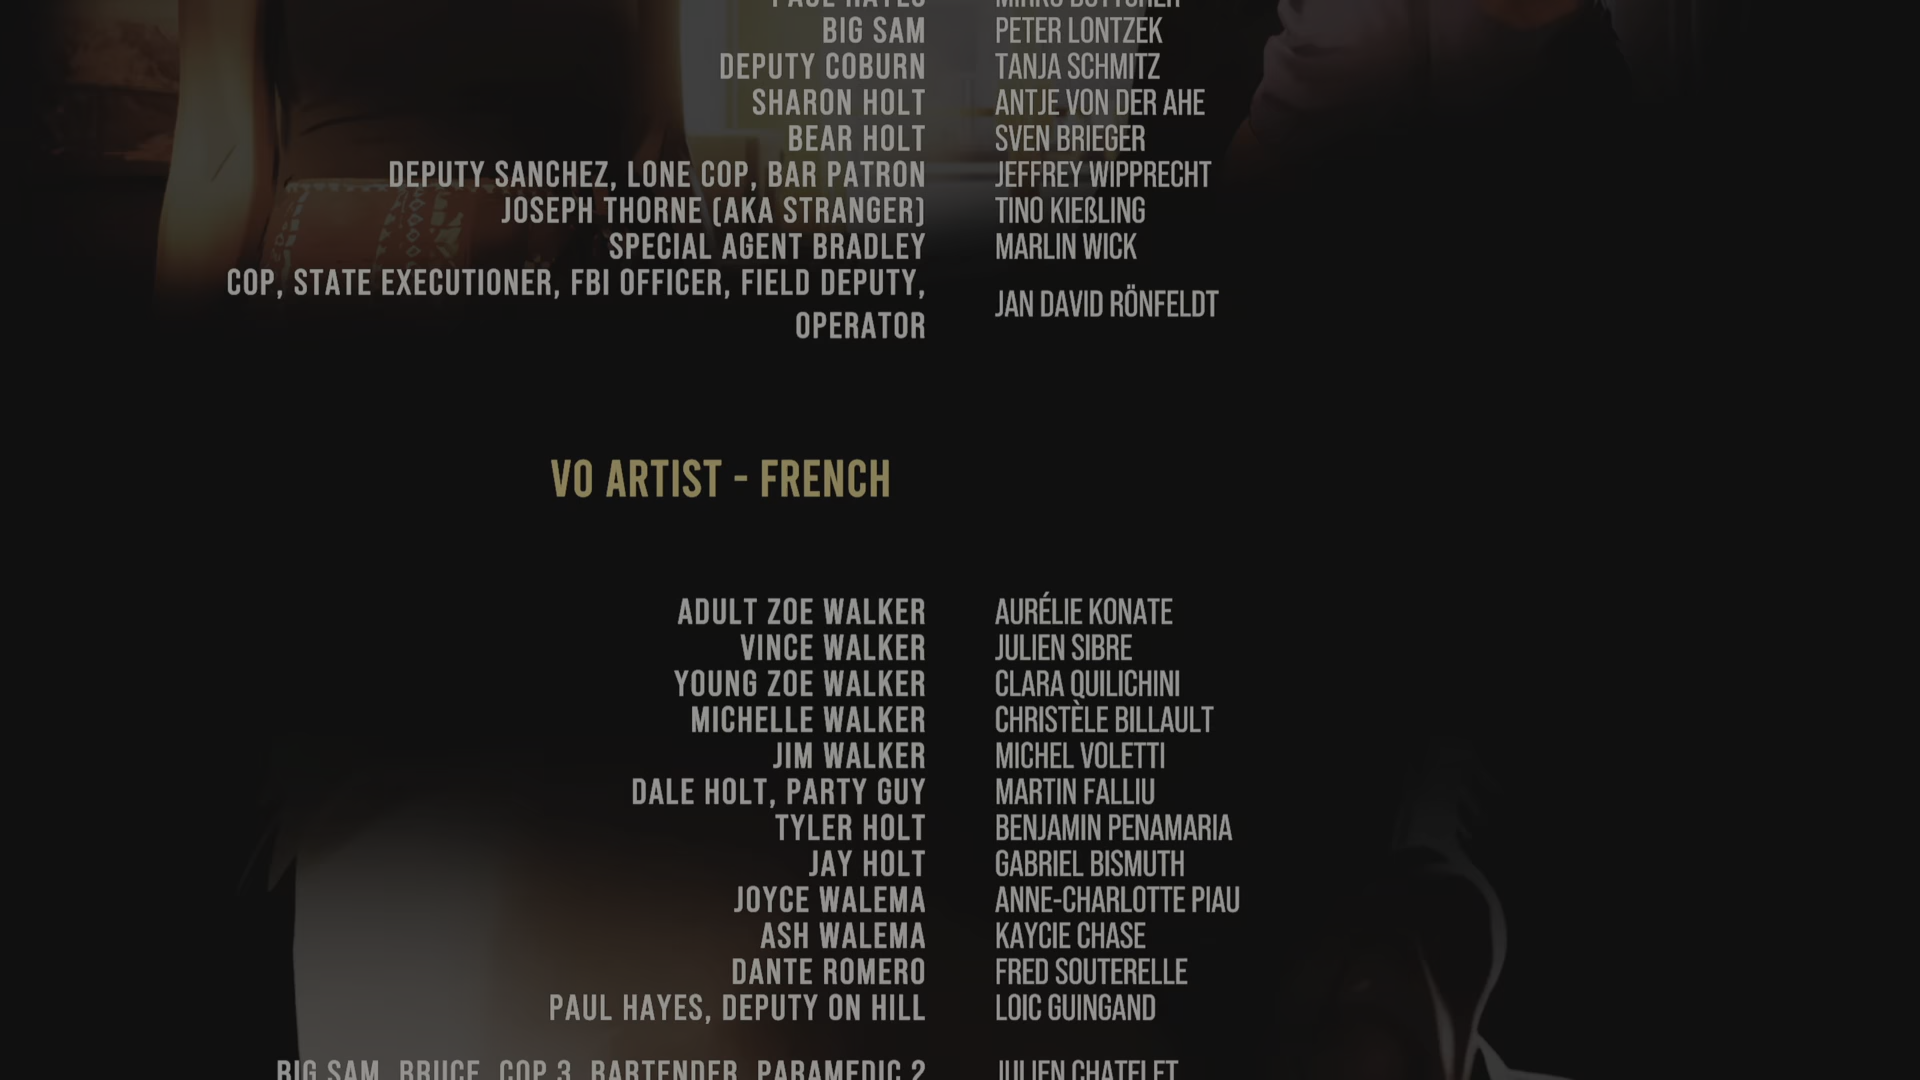 PAUL HAYES MIRKO BÖTTCHER
BIG SAM PETER LONTZEK
DEPUTY COBURN TANJA SCHMITZ
SHARON HOLT ANTJE VON DER AHE
BEAR HOLT SVEN BRIEGER
DEPUTY SANCHEZ, LONE COP, BAR PATRON JEFFREY WIPPRECHT
JOSEPH THORNE (AKA STRANGER) TINO KIEßLING
SPECIAL AGENT BRADLEY MARLIN WICK
COP, STATE EXECUTIONER, FBI OFFICER, FIELD DEPUTY,
OPERATOR JAN DAVID RÖNFELDT
VO ARTIST - FRENCH
ADULT ZOE WALKER AURÉLIE KONATE
VINCE WALKER JULIEN SIBRE
YOUNG ZOE WALKER CLARA QUILICHINI
MICHELLE WALKER CHRISTÈLE BILLAULT
JIM WALKER MICHEL VOLETTI
DALE HOLT, PARTY GUY MARTIN FALLIU
TYLER HOLT BENJAMIN PENAMARIA
JAY HOLT GABRIEL BISMUTH
JOYCE WALEMA ANNE-CHARLOTTE PIAU
ASH WALEMA KAYCIE CHASE
DANTE ROMERO FRED SOUTERELLE
PAUL HAYES, DEPUTY ON HILL LOIC GUINGAND
BIG SAM, BRUCE, COP 3, BARTENDER, PARAMEDIC 2 JULIEN CHATELET